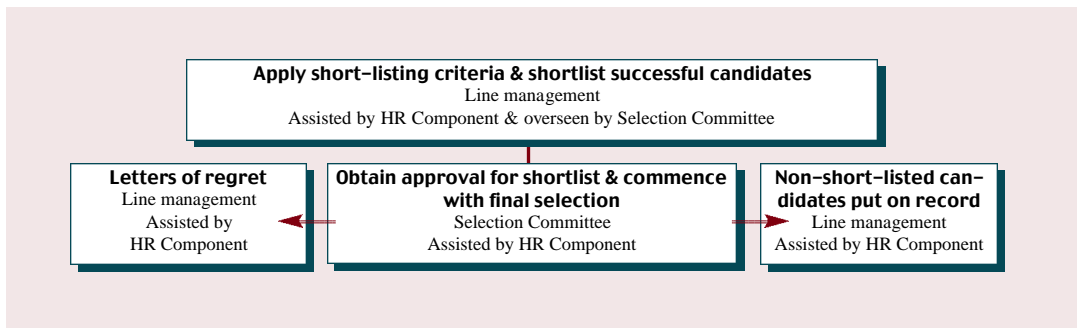 Apply short-listing criteria & shortlist successful candidates
Line management
Assisted by HR Component & overseen by Selection Committee
Letters of regret
Line management
Assisted by
HR Component
Obtain approval for shortlist & commence
with final selection
Selection Committee
Assisted by HR Component
Non-short-listed can-
didates put on record
Line management
Assisted by HR Component